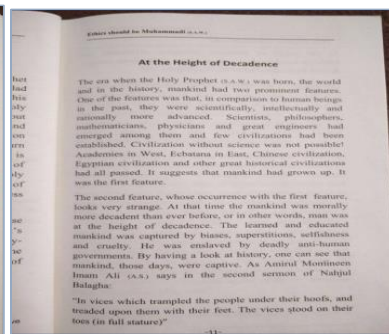 het
Ethics should be Muhammadi (S.A.W.)
At the Height of Decadence
The era when the Holy Prophet (S.A.W.) was born, the world
and in the history, mankind had two prominent features.
One of the features was that, in comparison to human beings
in the past, they were scientifically, intellectually and
rationally more advanced. Scientists, philosophers,
mathematicians, physicians and great engineers had
emerged among them and few civilizations had been
established. Civilization without science was not possible!
Academies in West, Ecbatana in East, Chinese civilization,
Egyptian civilization and other great historical civilizations
had all passed. It suggests that mankind had grown up. It
was the first feature.
The second feature, whose occurrence with the first feature,
looks very strange. At that time the mankind was morally
more decadent than ever before, or in other words, man was
at the height of decadence. The learned and educated
mankind was captured by biases, superstitions, selfishness
and cruelty. He was enslaved by deadly anti-human
governments. By having a look at history, one can see that
mankind, those days, were captive. As Amirul Momineen
Imam Ali (A.S.) says in the second sermon of Nahjul
Balagha:
"In vices which trampled the people under their hoofs, and
treaded upon them with their feet. The vices stood on their
toes (in full stature)"
-11-